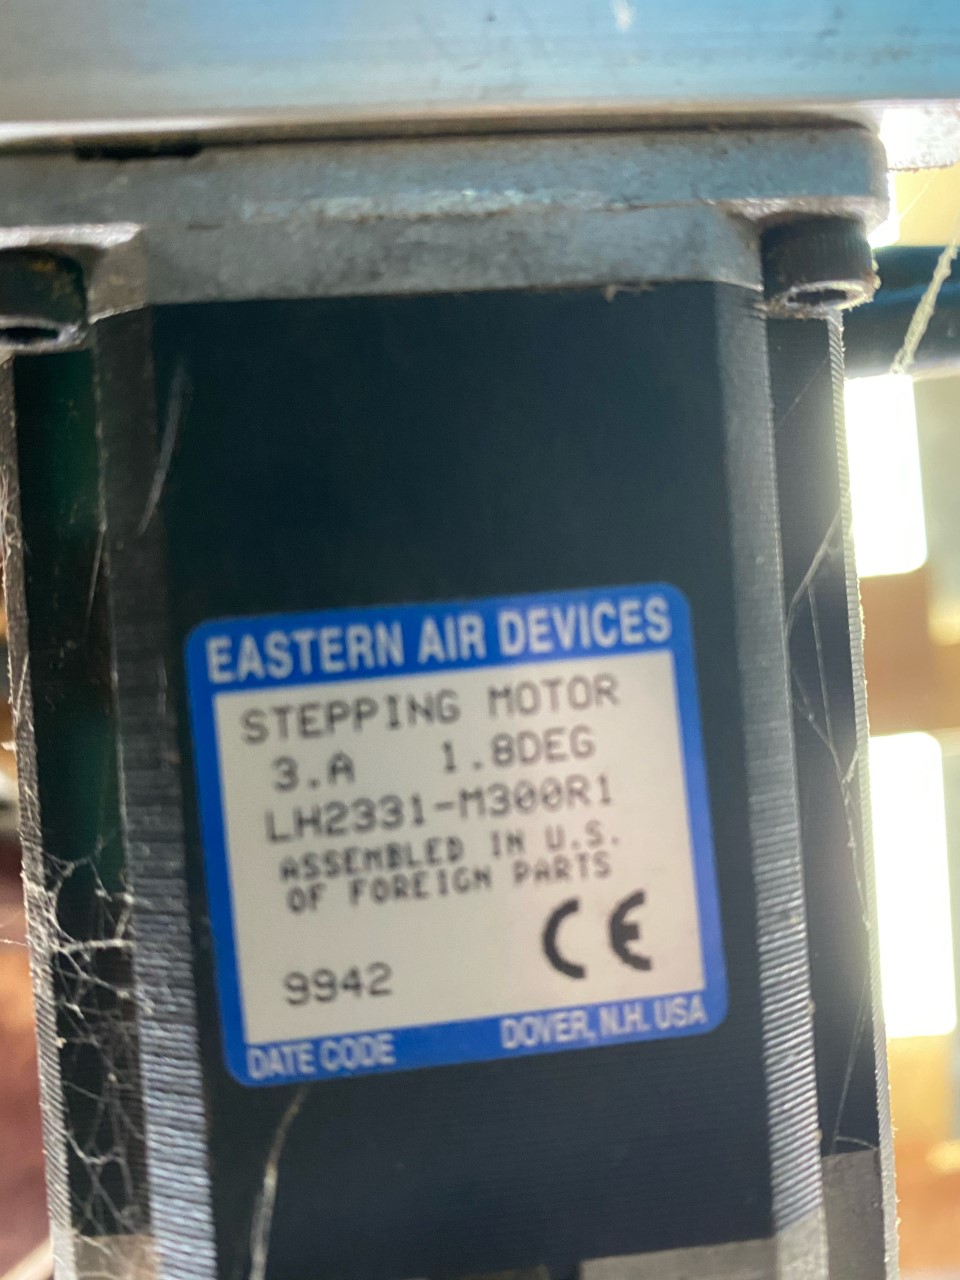 EASTERN AIR DEVICES
STEPPING MOTOR
3.A 1.8DEG
LH2331-M300R1
ASSEMBLED IN U.S.
OF FOREIGN PARTS
CE
9942
DATE CODE DOVER, N.H. USA